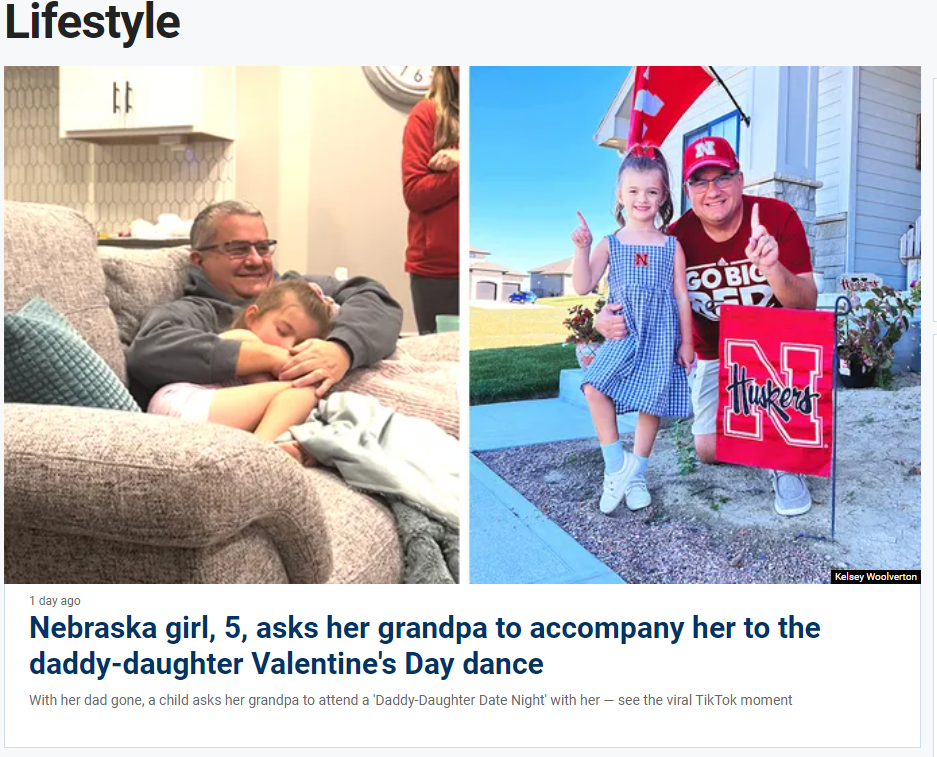 Lifestyle
6
N
N
GO BIG
RED
Huskers
N
Huskers
Kelsey Woolverton
1 day ago
Nebraska girl, 5, asks her grandpa to accompany her to the
daddy-daughter Valentine's Day dance
With her dad gone, a child asks her grandpa to attend a 'Daddy-Daughter Date Night' with her — see the viral TikTok moment